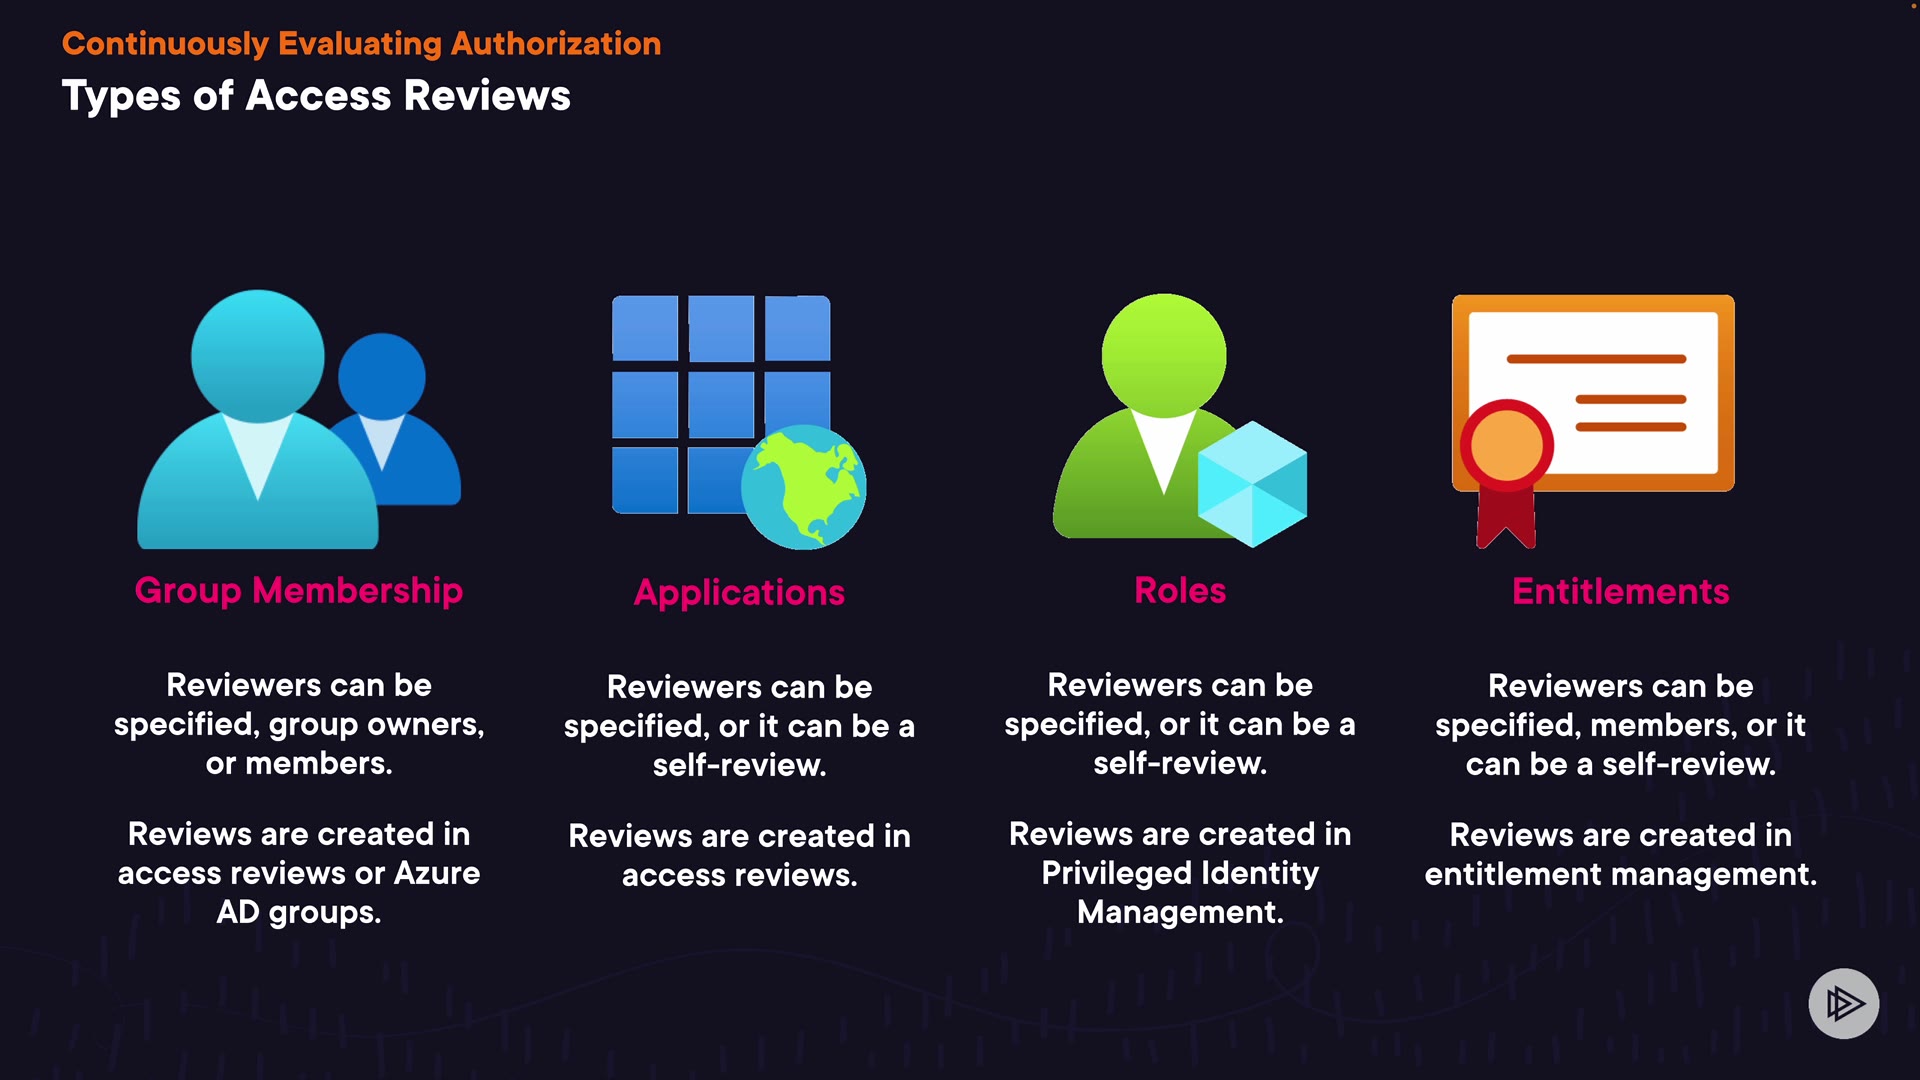 Continuously Evaluating Authorization
Types of Access Reviews
Group Membership
Reviewers can be
specified, group owners,
or members.
Reviews are created in
access reviews or Azure
AD groups.
Applications
Reviewers can be
specified, or it can be a
self-review.
Reviews are created in
access reviews.
Roles
Reviewers can be
specified, or it can be a
self-review.
Reviews are created in
Privileged Identity
Management.
Entitlements
Reviewers can be
specified, members, or it
can be a self-review.
Reviews are created in
entitlement management.